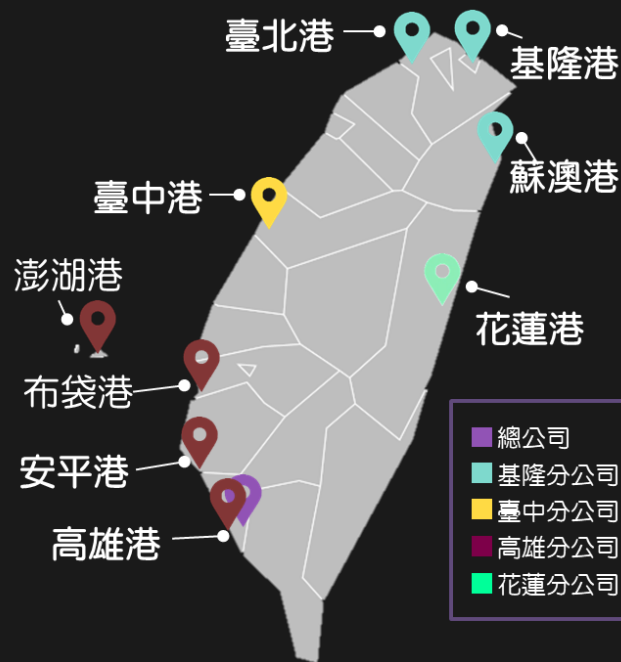 臺北港
基隆港
蘇澳港
臺中港
澎湖港
花蓮港
布袋港
安平港
高雄港
總公司
基隆分公司
臺中分公司
高雄分公司
花蓮分公司